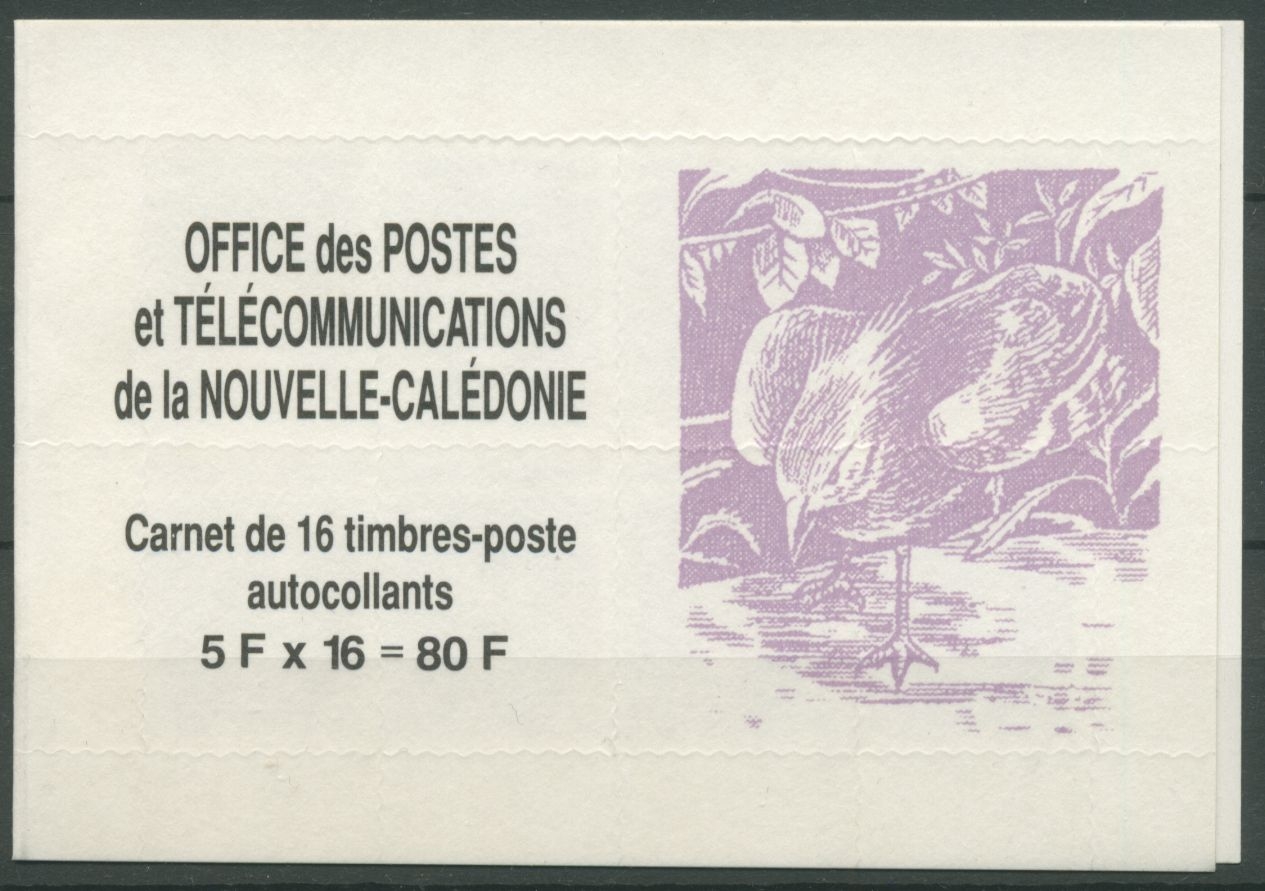 OFFICE des POSTES
et TÉLÉCOMMUNICATIONS
de la NOUVELLE-CALÉDONIE
Carnet de 16 timbres-poste
autocollants
5 F x 16 = 80 F